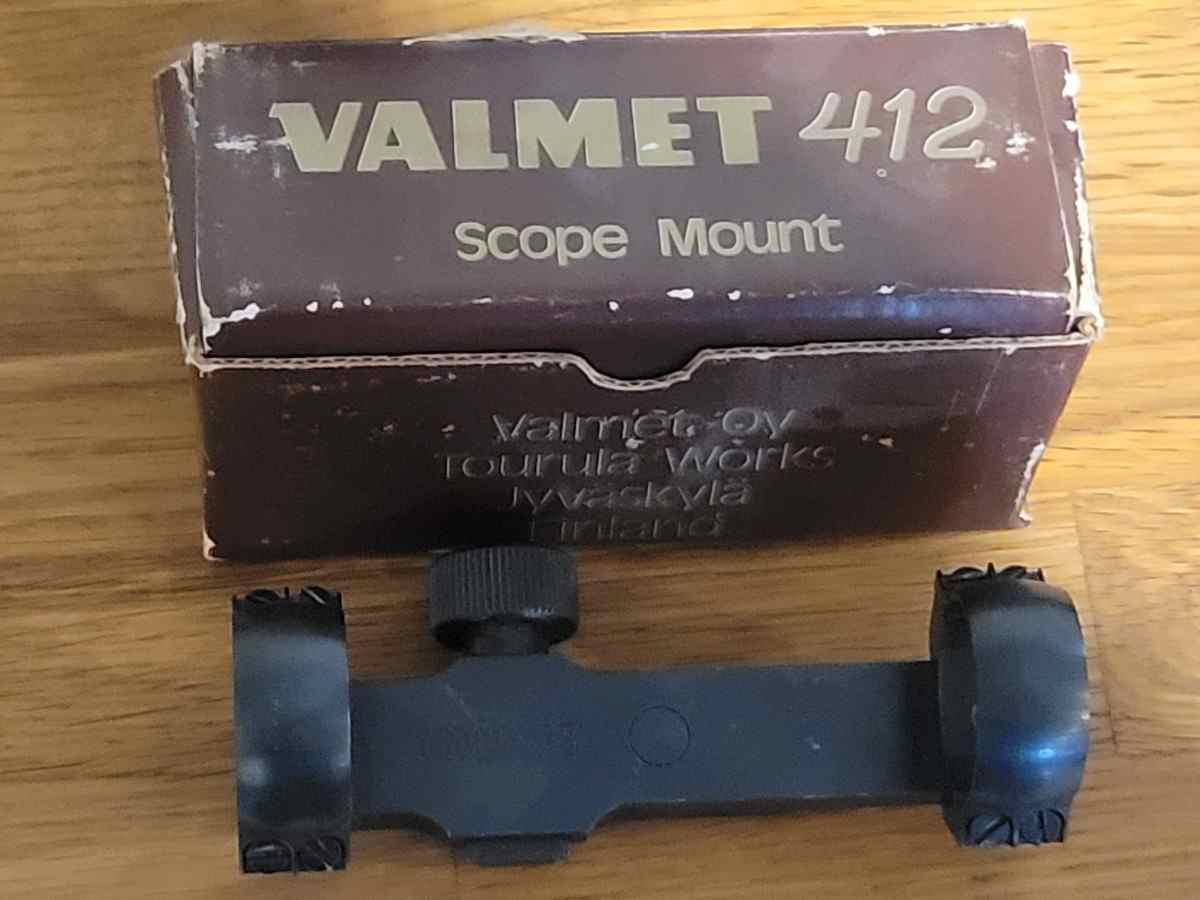 VALMET 412
Scope Mount
Valmet Oy
Tourula Works
Jyväskylä
Finland